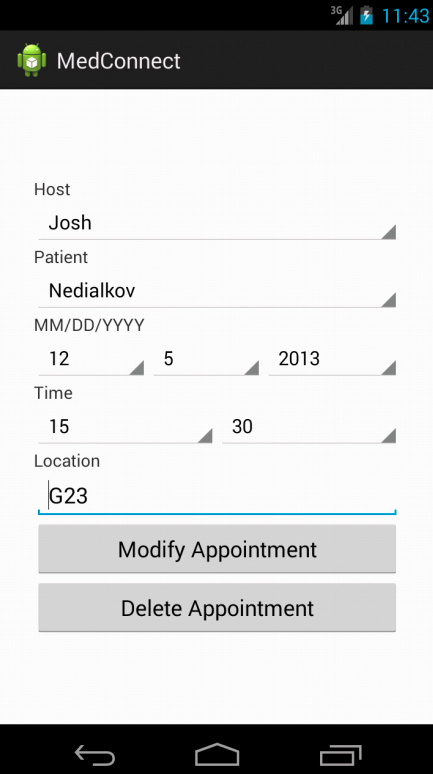 3G 11:43
MedConnect
Host
Josh
Patient
Nedialkov
MM/DD/YYYY
12 5 2013
Time
15 30
Location
G23
Modify Appointment
Delete Appointment